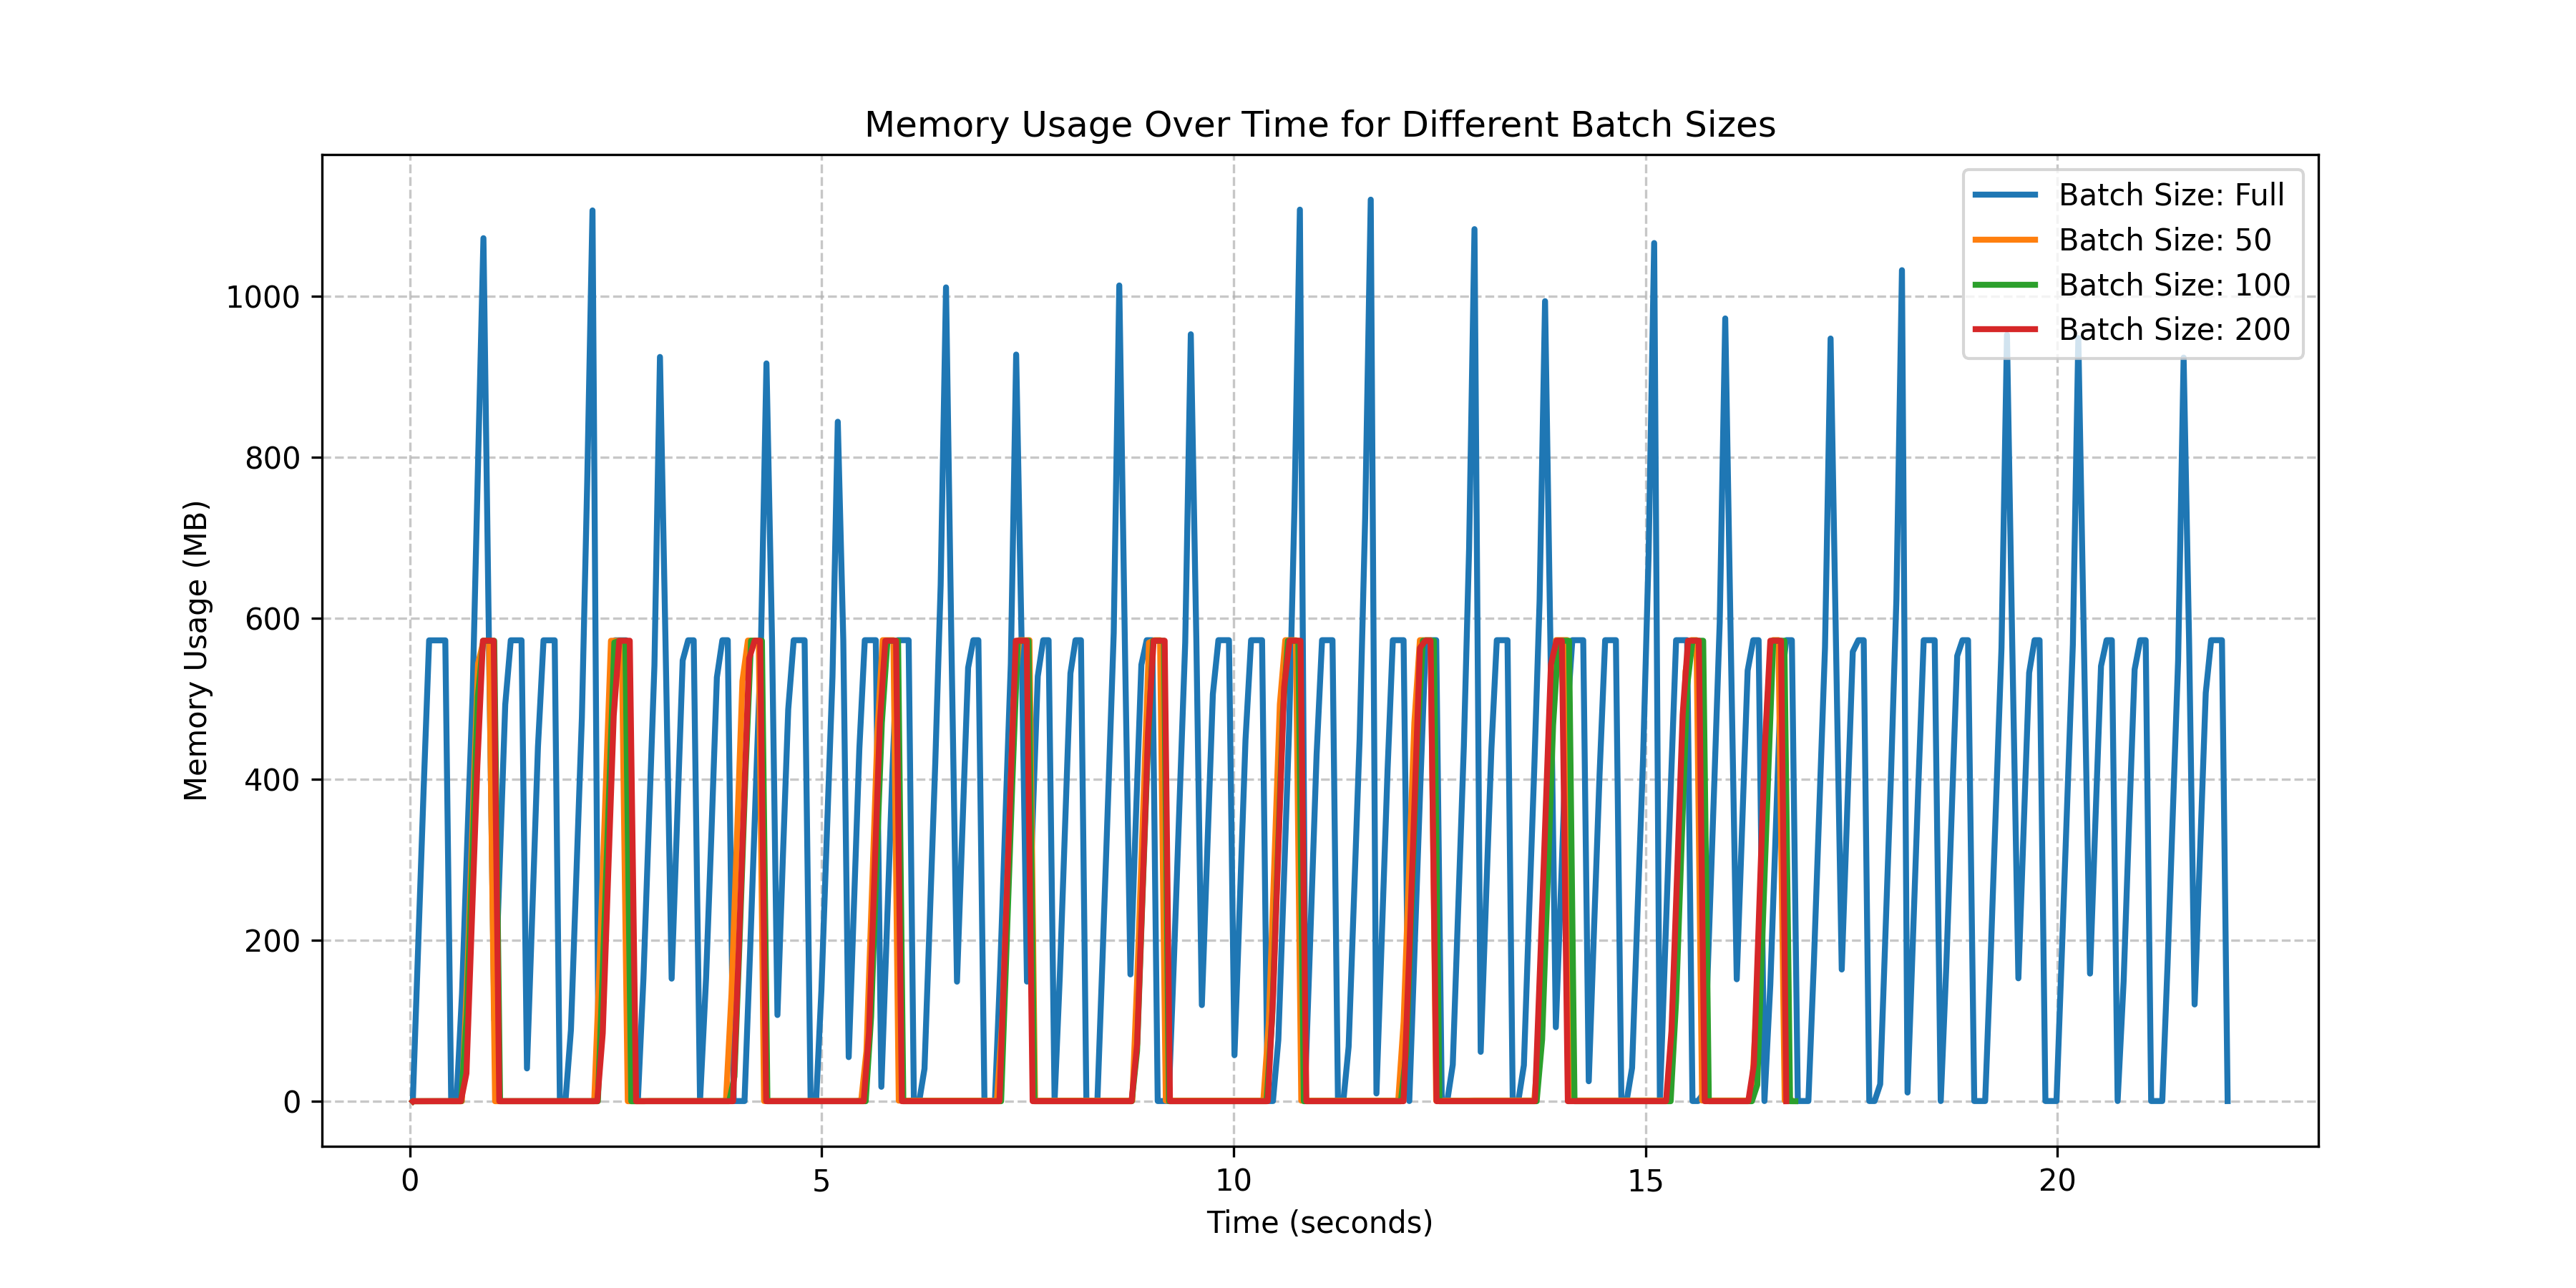 Memory Usage Over Time for Different Batch Sizes
Batch Size: Full
Batch Size: 50
Batch Size: 100
Batch Size: 200
Memory Usage (MB)
1000
800
600
400
200
0
0 5 10 15 20
Time (seconds)